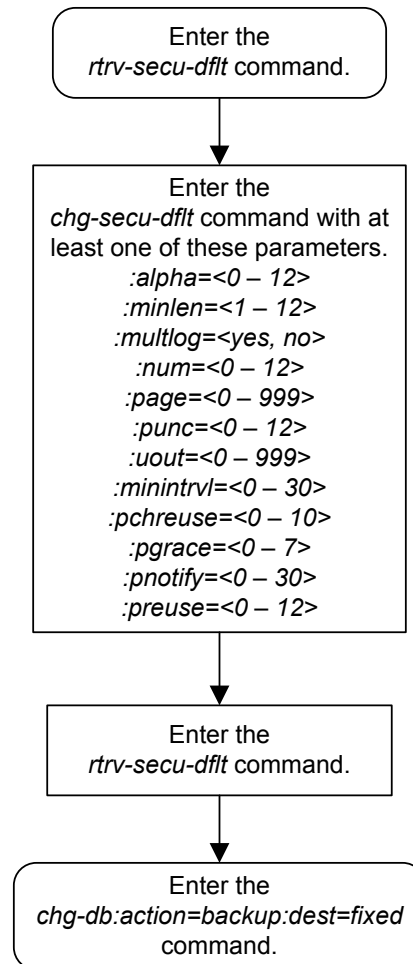 Enter the
rtrv-secu-dflt command.
Enter the
chg-secu-dflt command with at
least one of these parameters.
:alpha=<0 – 12>
:minlen=<1 – 12>
:multlog=<yes, no>
:num=<0 – 12>
:page=<0 – 999>
:punc=<0 – 12>
:uout=<0 – 999>
:minintrvl=<0 – 30>
:pchreuse=<0 – 10>
:pgrace=<0 – 7>
:pnotify=<0 – 30>
:preuse=<0 – 12>
Enter the
rtrv-secu-dflt command.
Enter the
chg-db:action=backup:dest=fixed
command.